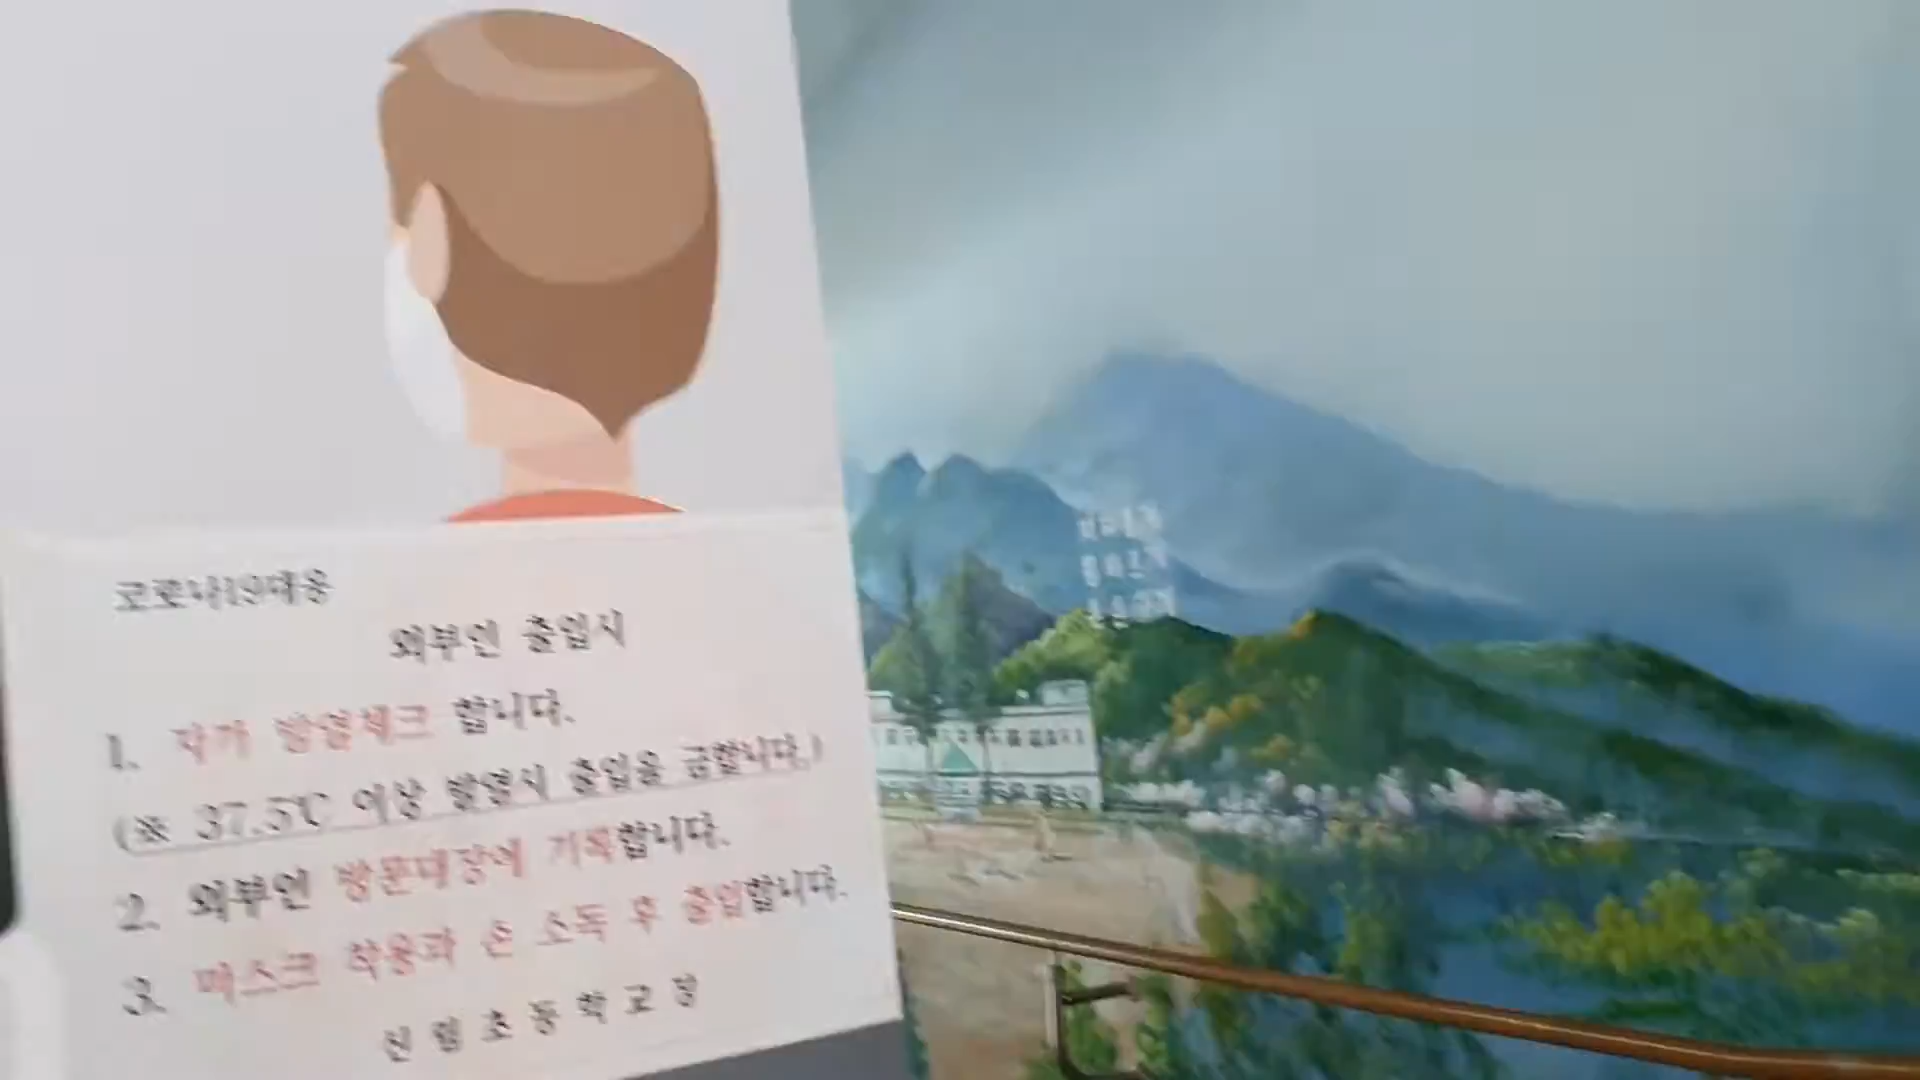 코로나19대응
외부인 출입시
1. 자가 발열체크 합니다.
(※ 37.5℃ 이상 발열시 출입을 금합니다.)
2. 외부인 방문대장에 기록합니다.
3. 마스크 착용과 손 소독 후 출입합니다.
신림초등학교장